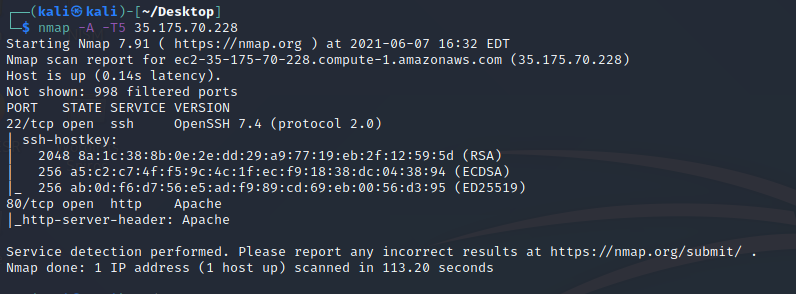 ┌──(kali㉿kali)-[~/Desktop]
└─$ nmap -A -T5 35.175.70.228
Starting Nmap 7.91 ( https://nmap.org ) at 2021-06-07 16:32 EDT
Nmap scan report for ec2-35-175-70-228.compute-1.amazonaws.com (35.175.70.228)
Host is up (0.14s latency).
Not shown: 998 filtered ports
PORT   STATE SERVICE VERSION
22/tcp open  ssh     OpenSSH 7.4 (protocol 2.0)
| ssh-hostkey:
|   2048 8a:1c:38:8b:0e:2e:dd:29:a9:77:19:eb:2f:12:59:5d (RSA)
|   256 a5:c2:c7:4f:f5:9c:4c:1f:ec:f9:18:38:dc:04:38:94 (ECDSA)
|_  256 ab:0d:f6:d7:56:e5:ad:f9:89:cd:69:eb:00:56:d3:95 (ED25519)
80/tcp open  http    Apache
|_http-server-header: Apache
Service detection performed. Please report any incorrect results at https://nmap.org/submit/ .
Nmap done: 1 IP address (1 host up) scanned in 113.20 seconds